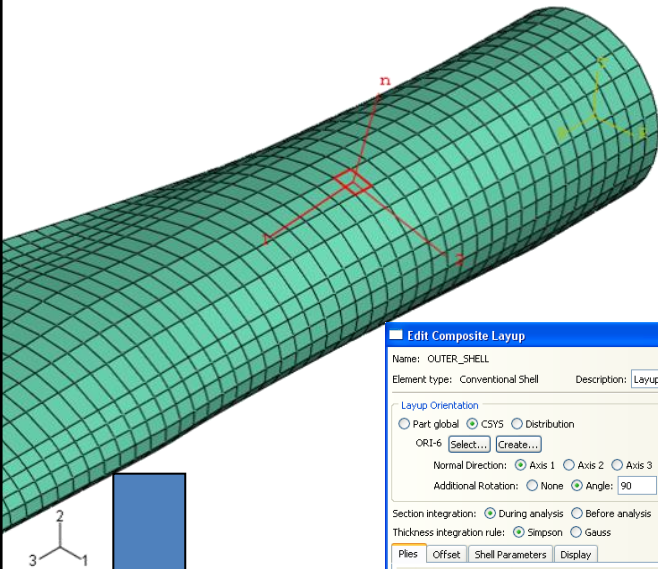 n
1
2
2
3
1
Edit Composite Layup
Name: OUTER_SHELL
Element type: Conventional Shell Description: Layup
Layup Orientation
Part global CSYS Distribution
ORI-6 Select... Create...
Normal Direction: Axis 1 Axis 2 Axis 3
Additional Rotation: None Angle: 90
Section integration: During analysis Before analysis
Thickness integration rule: Simpson Gauss
Plies Offset Shell Parameters Display